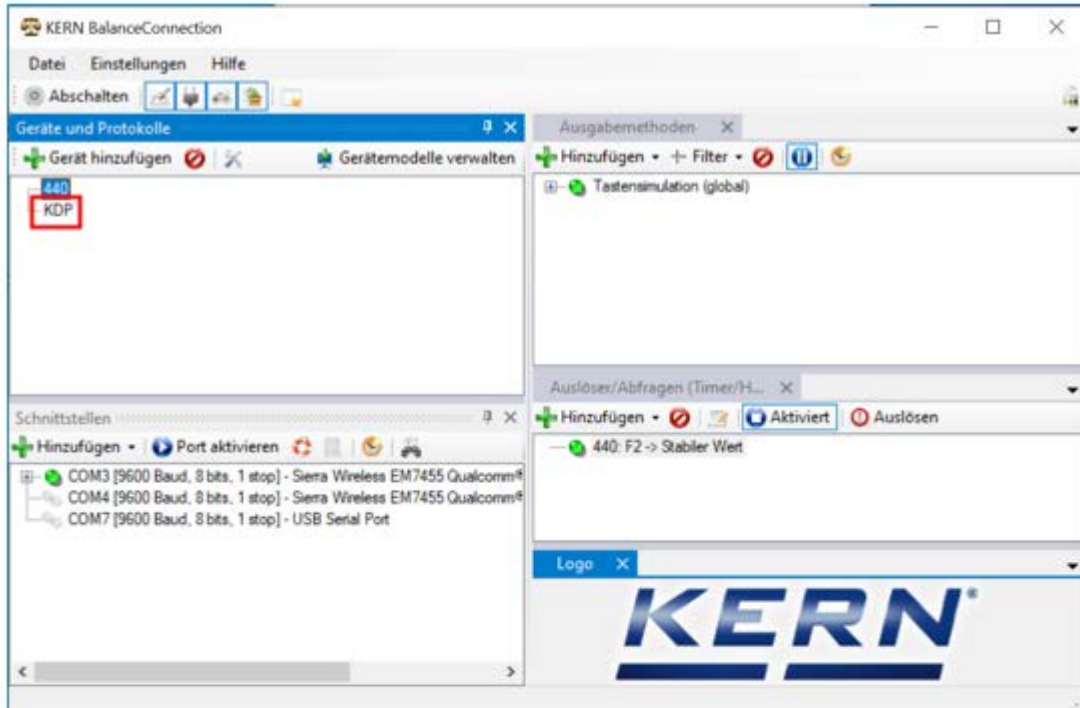 KERN BalanceConnection
Datei Einstellungen Hilfe
Abschalten
Geräte und Protokolle
Gerät hinzufügen Gerätemodelle verwalten
440
KDP
Ausgabemethoden
Hinzufügen Filter
Tastensimulation (global)
Schnittstellen
Hinzufügen Port aktivieren
COM3 [9600 Baud, 8 bits, 1 stop] - Sierra Wireless EM7455 Qualcomm®
COM4 [9600 Baud, 8 bits, 1 stop] - Sierra Wireless EM7455 Qualcomm®
COM7 [9600 Baud, 8 bits, 1 stop] - USB Serial Port
Auslöser/Abfragen (Timer/H...
Hinzufügen Aktiviert Auslösen
440: F2 -> Stabiler Wert
Logo
KERN®